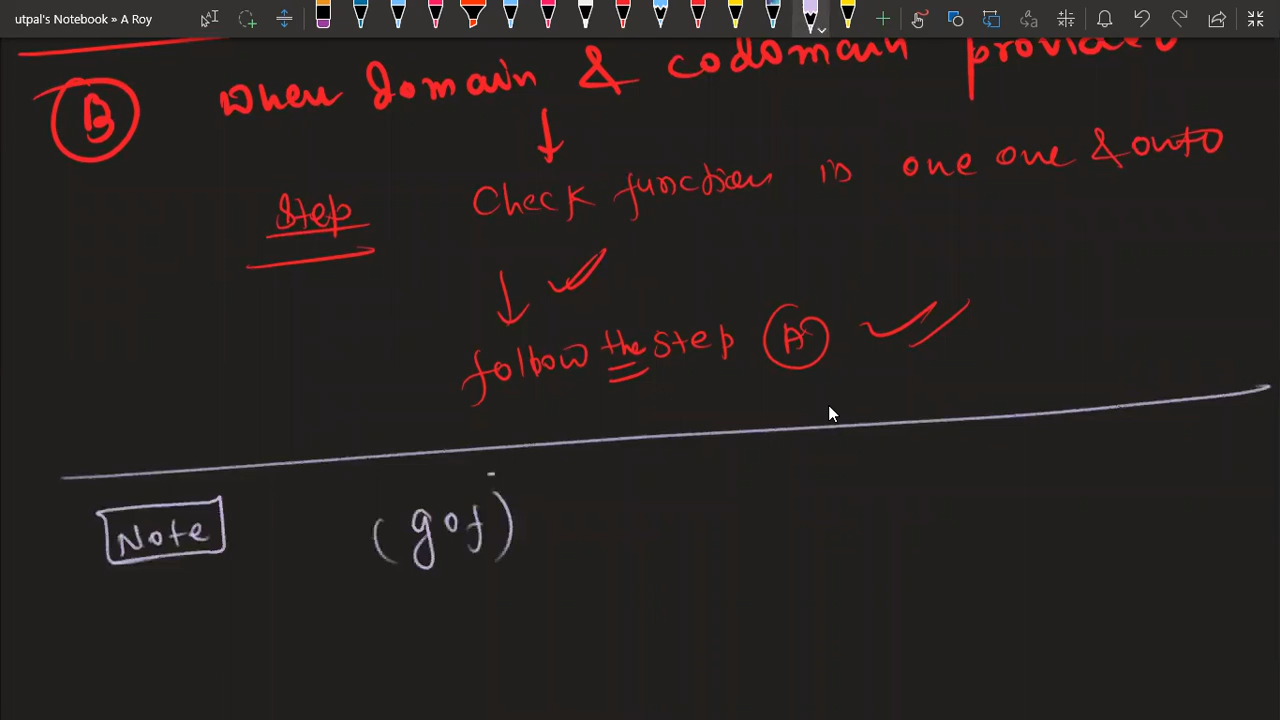 utpal's Notebook » A Roy
B When domain & codomain provided
Step Check function is one one & onto
follow the step A
Note (gof)